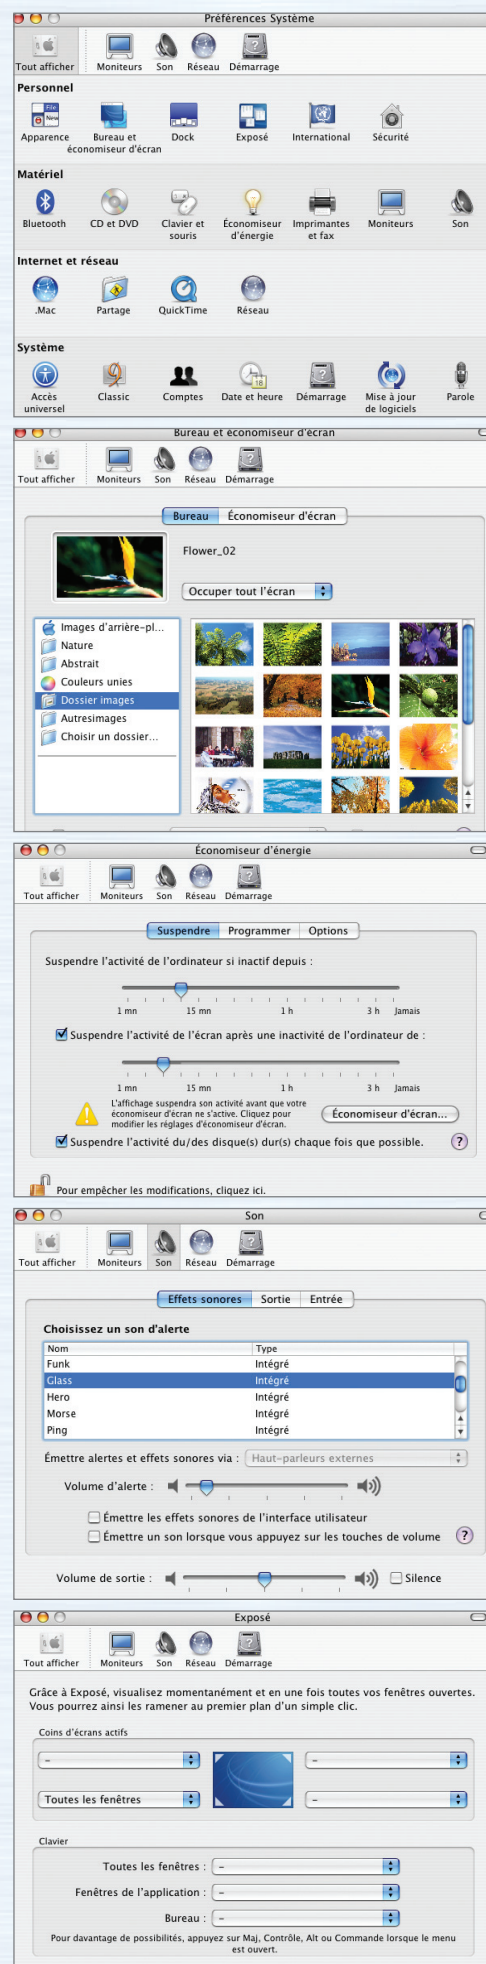 Préférences Système
Tout afficher Moniteurs Son Réseau Démarrage
Personnel
File
New
Apparence Bureau et économiseur d'écran Dock Exposé International Sécurité
Matériel
Bluetooth CD et DVD Clavier et souris Économiseur d'énergie Imprimantes et fax Moniteurs Son
Internet et réseau
.Mac Partage QuickTime Réseau
Système
18
Accès universel Classic Comptes Date et heure Démarrage Mise à jour de logiciels Parole
Bureau et économiseur d'écran
Tout afficher Moniteurs Son Réseau Démarrage
Bureau Économiseur d'écran
Flower_02
Occuper tout l'écran
Images d'arrière-pl...
Nature
Abstrait
Couleurs unies
Dossier images
Autresimages
Choisir un dossier...
Économiseur d'énergie
Tout afficher Moniteurs Son Réseau Démarrage
Suspendre Programmer Options
Suspendre l'activité de l'ordinateur si inactif depuis :
1 mn 15 mn 1 h 3 h Jamais
Suspendre l'activité de l'écran après une inactivité de l'ordinateur de :
1 mn 15 mn 1 h 3 h Jamais
L'affichage suspendra son activité avant que votre
économiseur d'écran ne s'active. Cliquez pour
modifier les réglages d'économiseur d'écran.
Économiseur d'écran...
Suspendre l'activité du/des disque(s) dur(s) chaque fois que possible. ?
Pour empêcher les modifications, cliquez ici.
Son
Tout afficher Moniteurs Son Réseau Démarrage
Effets sonores Sortie Entrée
Choisissez un son d'alerte
Nom Type
Funk Intégré
Glass Intégré
Hero Intégré
Morse Intégré
Ping Intégré
Émettre alertes et effets sonores via : Haut-parleurs externes
Volume d'alerte :
Émettre les effets sonores de l'interface utilisateur
Émettre un son lorsque vous appuyez sur les touches de volume ?
Volume de sortie : Silence
Exposé
Tout afficher Moniteurs Son Réseau Démarrage
Grâce à Exposé, visualisez momentanément et en une fois toutes vos fenêtres ouvertes.
Vous pourrez ainsi les ramener au premier plan d'un simple clic.
Coins d'écrans actifs
- -
Toutes les fenêtres -
Clavier
Toutes les fenêtres : -
Fenêtres de l'application : -
Bureau : -
Pour davantage de possibilités, appuyez sur Maj, Contrôle, Alt ou Commande lorsque le menu
est ouvert.